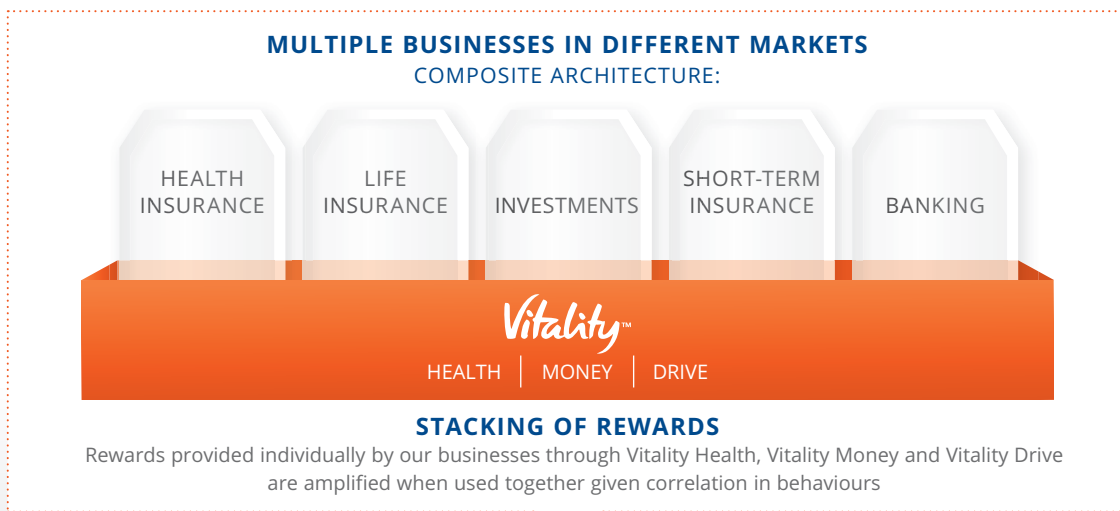 MULTIPLE BUSINESSES IN DIFFERENT MARKETS
COMPOSITE ARCHITECTURE:
HEALTH
INSURANCE
LIFE
INSURANCE
INVESTMENTS
SHORT-TERM
INSURANCE
BANKING
Vitality™
HEALTH | MONEY | DRIVE
STACKING OF REWARDS
Rewards provided individually by our businesses through Vitality Health, Vitality Money and Vitality Drive
are amplified when used together given correlation in behaviours